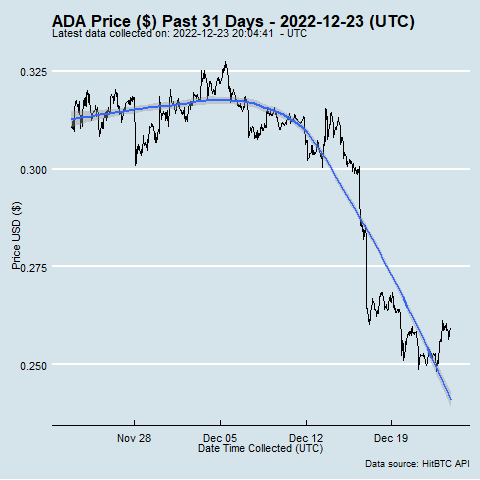 ADA Price ($) Past 31 Days - 2022-12-23 (UTC)
Latest data collected on: 2022-12-23 20:04:41 - UTC
0.325
0.300
0.275
0.250
Price USD ($)
Nov 28 Dec 05 Dec 12 Dec 19
Date Time Collected (UTC)
Data source: HitBTC API